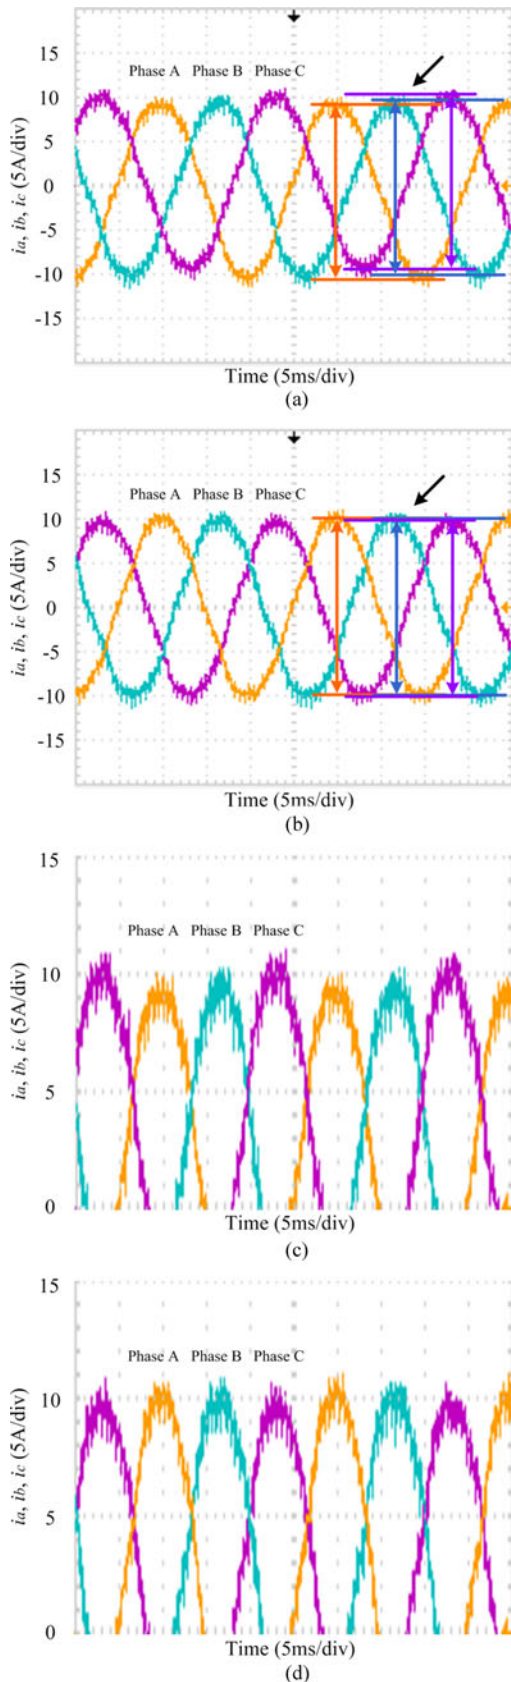 15
Phase A Phase B Phase C
10
5
0
-5
-10
-15
ia, ib, ic (5A/div)
Time (5ms/div)
(a)
15
Phase A Phase B Phase C
10
5
0
-5
-10
-15
ia, ib, ic (5A/div)
Time (5ms/div)
(b)
15
Phase A Phase B Phase C
10
5
0
ia, ib, ic (5A/div)
Time (5ms/div)
(c)
15
Phase A Phase B Phase C
10
5
0
ia, ib, ic (5A/div)
Time (5ms/div)
(d)